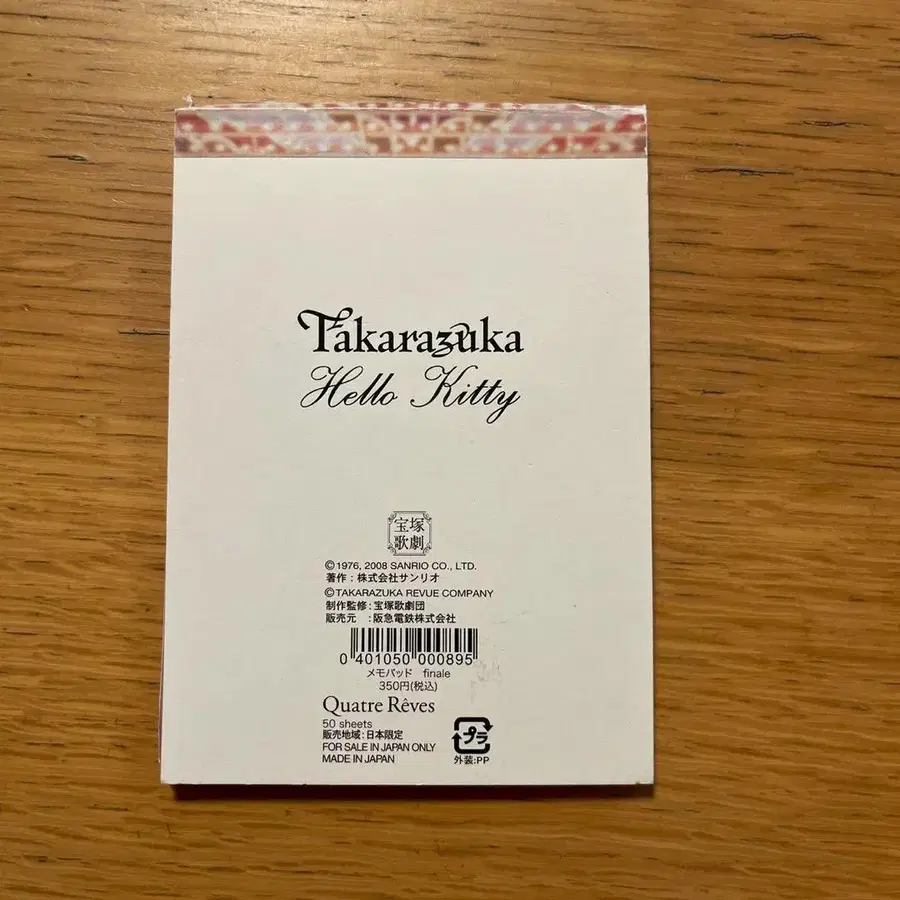 Takarazuka
Hello Kitty
宝塚
歌劇
©1976, 2008 SANRIO CO., LTD.
著作：株式会社サンリオ
©TAKARAZUKA REVUE COMPANY
制作監修：宝塚歌劇団
販売元　：阪急電鉄株式会社
0 401050 000895
メモパッド　finale
350円(税込)
Quatre Rêves
50 sheets
販売地域：日本限定
FOR SALE IN JAPAN ONLY
MADE IN JAPAN
プラ
外装:PP